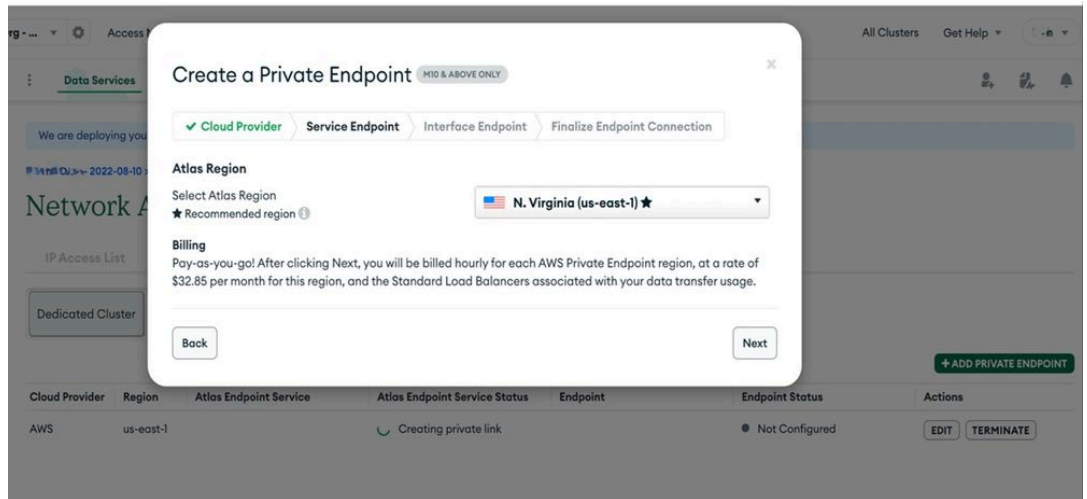 Access
All Clusters
Get Help
Data Services
Create a Private Endpoint
M10 & ABOVE ONLY
Cloud Provider
Service Endpoint
Interface Endpoint
Finalize Endpoint Connection
We are deploying you
2022-08-10
Atlas Region
Select Atlas Region
N. Virginia (us-east-1)
Recommended region
Network A
Billing
Pay-as-you-go! After clicking Next, you will be billed hourly for each AWS Private Endpoint region, at a rate of
$32.85 per month for this region, and the Standard Load Balancers associated with your data transfer usage.
IP Access List
Dedicated Cluster
Back
Next
+ ADD PRIVATE ENDPOINT
Cloud Provider Region Atlas Endpoint Service Atlas Endpoint Service Status Endpoint Endpoint Status Actions
AWS us-east-1 Creating private link Not Configured EDIT TERMINATE